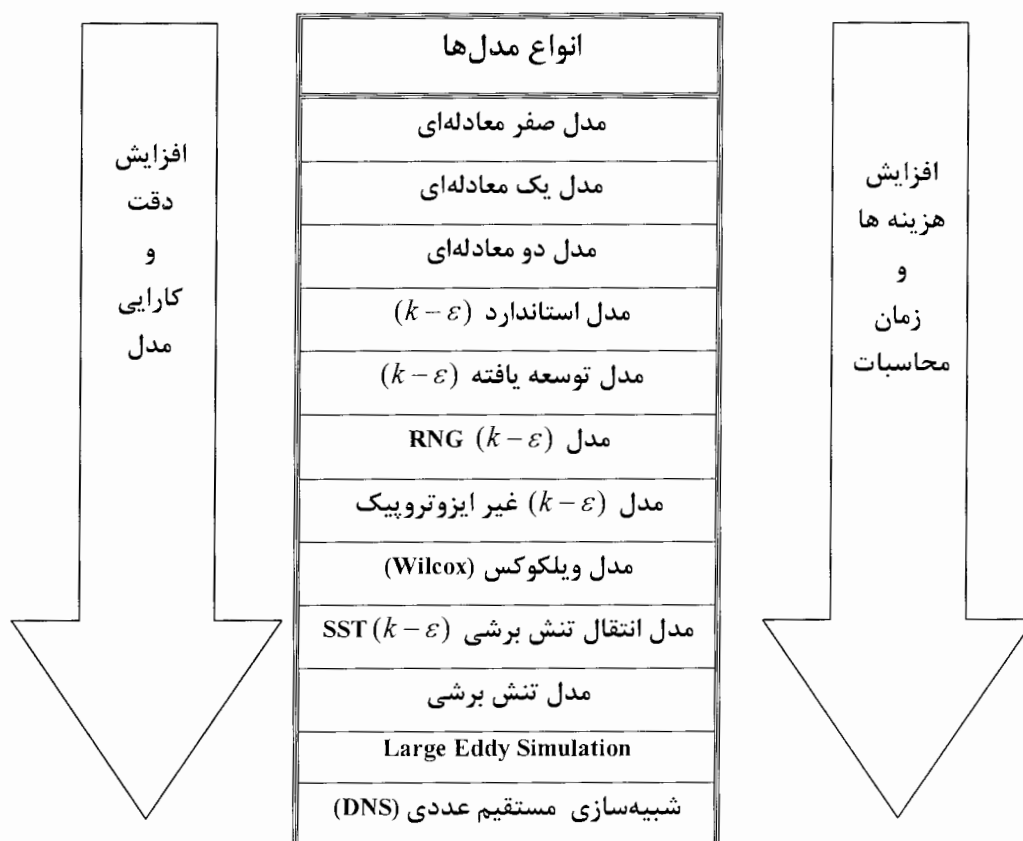 انواع مدل‌ها
مدل صفر معادله‌ای
مدل یک معادله‌ای
مدل دو معادله‌ای
مدل استاندارد (k − ε)
مدل توسعه یافته (k − ε)
مدل RNG (k − ε)
مدل (k − ε) غیر ایزوتروپیک
مدل ویلکوکس (Wilcox)
مدل انتقال تنش برشی SST (k − ε)
مدل تنش برشی
Large Eddy Simulation
شبیه‌سازی مستقیم عددی (DNS)
افزایش
هزینه ها
و
زمان
محاسبات
افزایش
دقت
و
کارایی
مدل